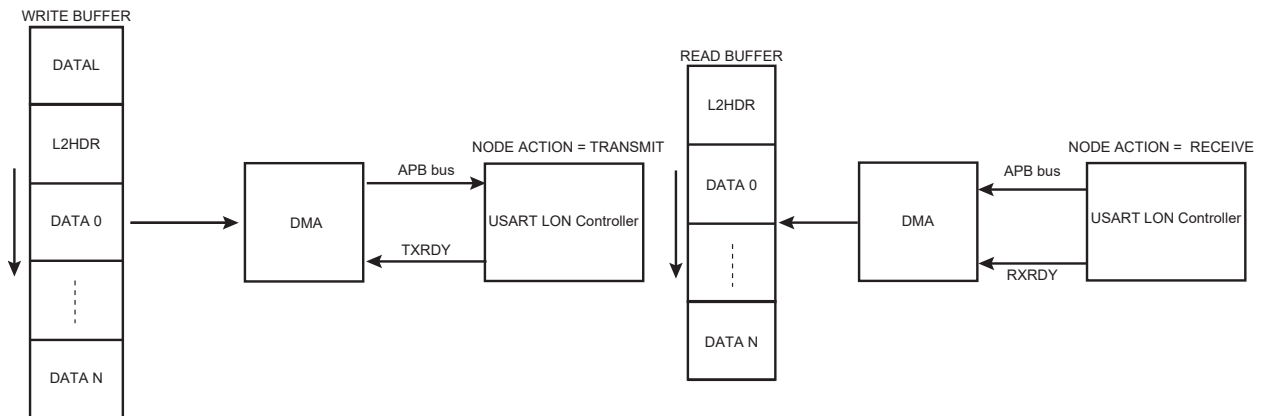 WRITE BUFFER
DATAL
L2HDR
DATA 0
DATA N
DMA
APB bus
TXRDY
NODE ACTION = TRANSMIT
USART LON Controller
READ BUFFER
L2HDR
DATA 0
DATA N
DMA
APB bus
RXRDY
NODE ACTION = RECEIVE
USART LON Controller